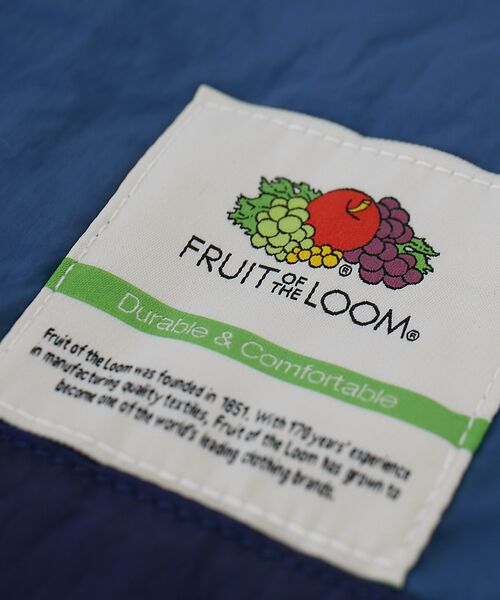 FRUIT OF THE LOOM®
Durable & Comfortable
Fruit of the Loom was founded in 1851. With 170 years' experience
in manufacturing quality textiles, Fruit of the Loom has grown to
become one of the world's leading clothing brands.